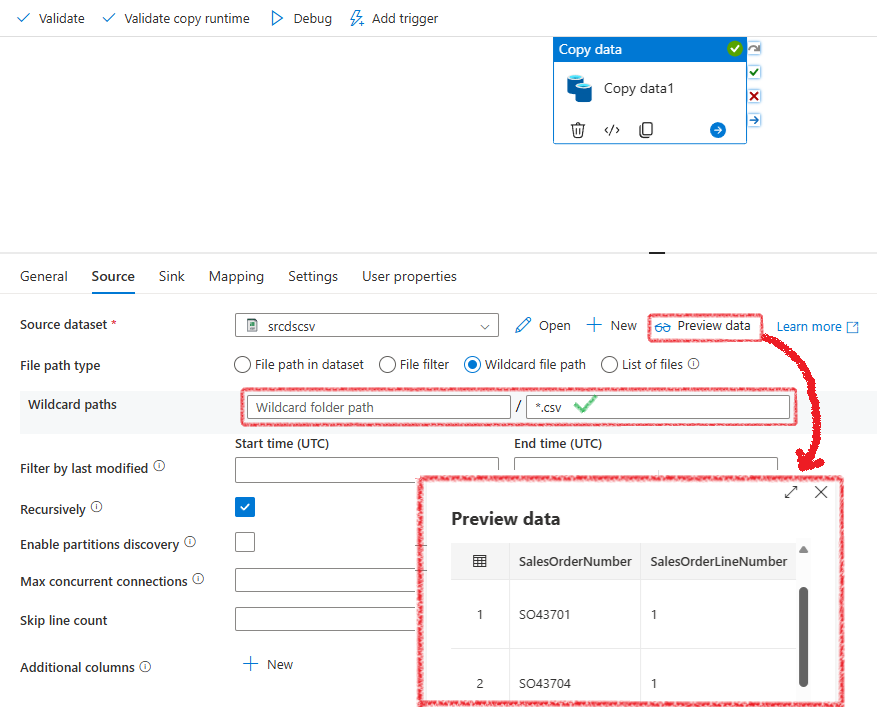 Validate Validate copy runtime Debug Add trigger
Copy data
Copy data1
General Source Sink Mapping Settings User properties
Source dataset * srcdscsv Open New Preview data Learn more
File path type File path in dataset File filter Wildcard file path List of files
Wildcard paths Wildcard folder path / *.csv
Start time (UTC) End time (UTC)
Filter by last modified
Recursively
Enable partitions discovery
Max concurrent connections
Skip line count
Additional columns New
Preview data
SalesOrderNumber SalesOrderLineNumber
1 SO43701 1
2 SO43704 1